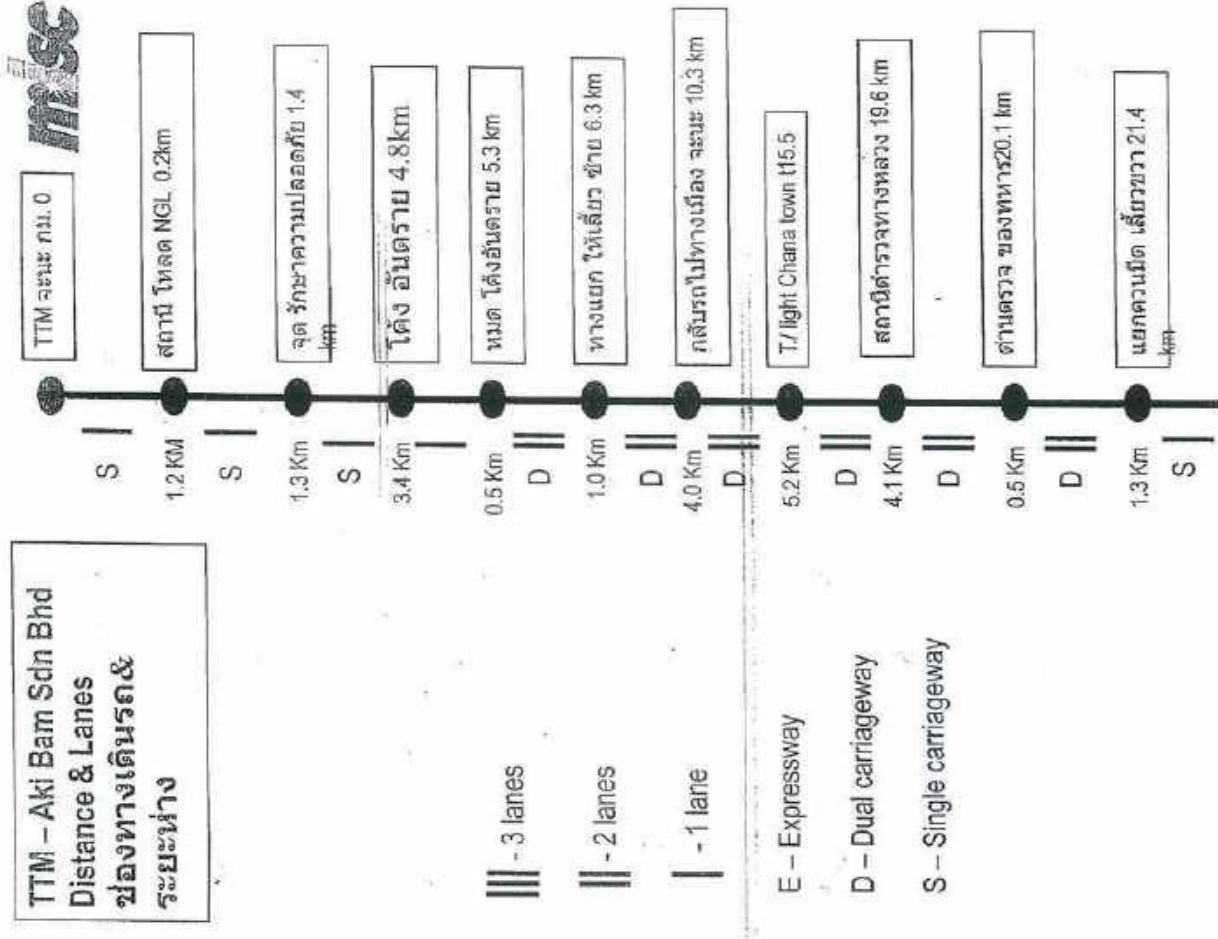 TTM – Aki Bam Sdn Bhd
Distance & Lanes
ช่องทางเดินรถ&
ระยะห่าง
misc
TTM จะนะ กม. 0
S
สถานี โหลด NGL 0.2km
1.2 KM
S
จุด รักษาความปลอดภัย 1.4
km
1.3 Km
S
โค้ง อันตราย 4.8km
3.4 Km
หมด โค้งอันตราย 5.3 km
0.5 Km
D
ทางแยก ให้เลี้ยว ซ้าย 6.3 km
1.0 Km
D
กลับรถไปทางเมือง จะนะ 10.3 km
4.0 Km
D
T./ light Chana town t15.5
5.2 Km
D
สถานีตำรวจทางหลวง 19.6 km
4.1 Km
D
ด่านตรวจ ของทหาร20.1 km
0.5 Km
D
แยกควนมีด เลี้ยวขวา 21.4
km
1.3 Km
S
- 3 lanes
- 2 lanes
- 1 lane
E – Expressway
D – Dual carriageway
S – Single carriageway